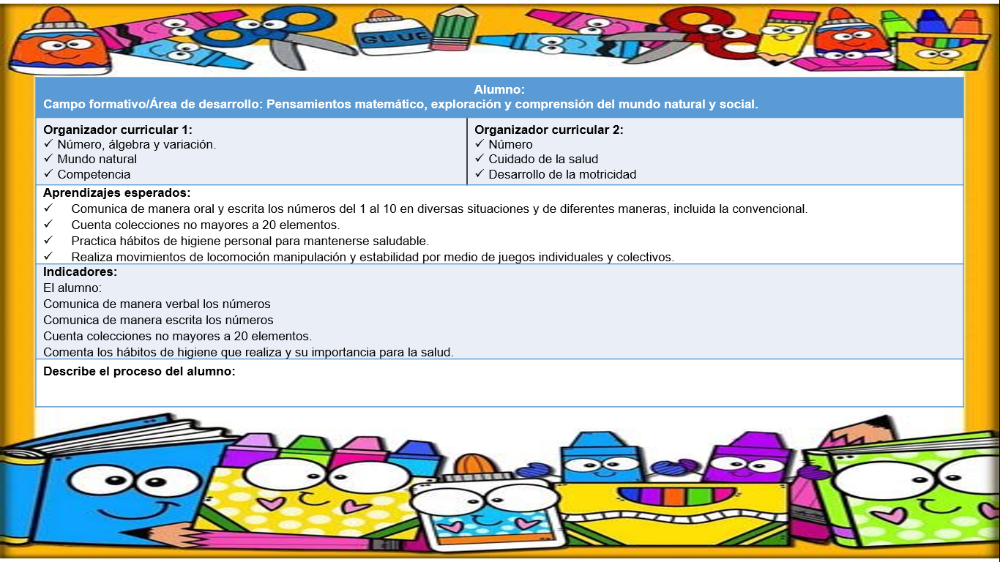 GLUE
Alumno:
Campo formativo/Área de desarrollo: Pensamientos matemático, exploración y comprensión del mundo natural y social.
Organizador curricular 1:
✓ Número, álgebra y variación.
✓ Mundo natural
✓ Competencia
Organizador curricular 2:
✓ Número
✓ Cuidado de la salud
✓ Desarrollo de la motricidad
Aprendizajes esperados:
✓ Comunica de manera oral y escrita los números del 1 al 10 en diversas situaciones y de diferentes maneras, incluida la convencional.
✓ Cuenta colecciones no mayores a 20 elementos.
✓ Practica hábitos de higiene personal para mantenerse saludable.
✓ Realiza movimientos de locomoción manipulación y estabilidad por medio de juegos individuales y colectivos.
Indicadores:
El alumno:
Comunica de manera verbal los números
Comunica de manera escrita los números
Cuenta colecciones no mayores a 20 elementos.
Comenta los hábitos de higiene que realiza y su importancia para la salud.
Describe el proceso del alumno: